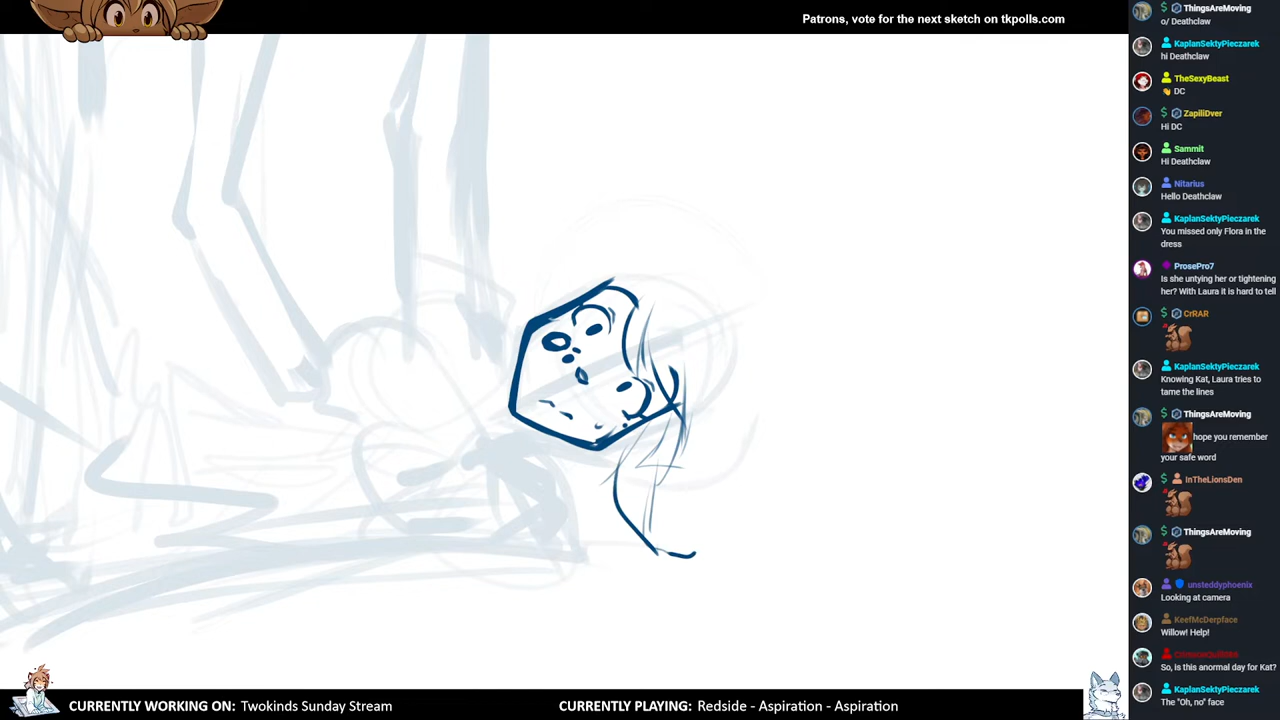 Patrons, vote for the next sketch on tkpolls.com
ThingsAreMoving
o/ Deathclaw
KaplanSektyPieczarek
hi Deathclaw
TheSexyBeast
👋 DC
ZapiliDver
Hi DC
Sammit
Hi Deathclaw
Nitarius
Hello Deathclaw
KaplanSektyPieczarek
You missed only Flora in the
dress
ProsePro7
Is she untying her or tightening
her? With Laura it is hard to tell
CrRAR
KaplanSektyPieczarek
Knowing Kat, Laura tries to
tame the lines
ThingsAreMoving
hope you remember
your safe word
InTheLionsDen
ThingsAreMoving
unsteddyphoenix
Looking at camera
KeefMcDerpface
Willow! Help!
So, is this anormal day for Kat?
KaplanSektyPieczarek
The "Oh, no" face
CURRENTLY WORKING ON: Twokinds Sunday Stream
CURRENTLY PLAYING: Redside - Aspiration - Aspiration